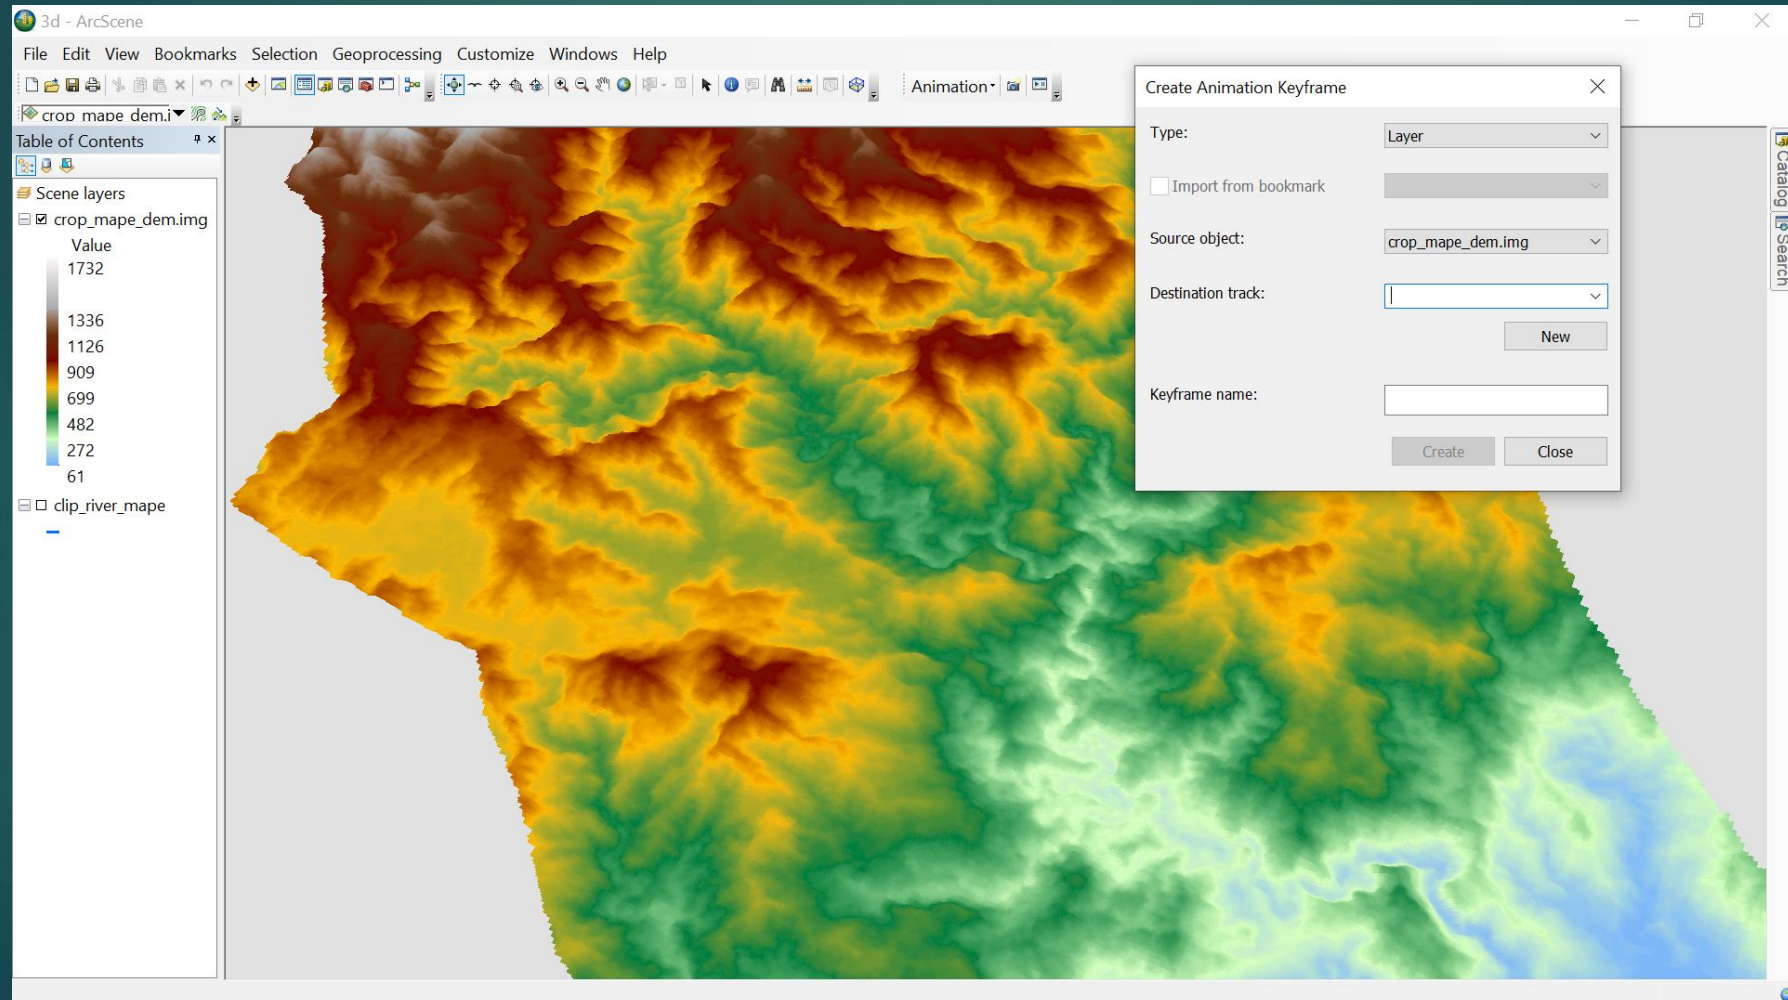 3d - ArcScene
File Edit View Bookmarks Selection Geoprocessing Customize Windows Help
Animation
crop_mape_dem.i
Table of Contents
Scene layers
crop_mape_dem.img
Value
1732
1336
1126
909
699
482
272
61
clip_river_mape
Create Animation Keyframe
Type:
Layer
Import from bookmark
Source object:
crop_mape_dem.img
Destination track:
New
Keyframe name:
Create Close
Catalog
Search